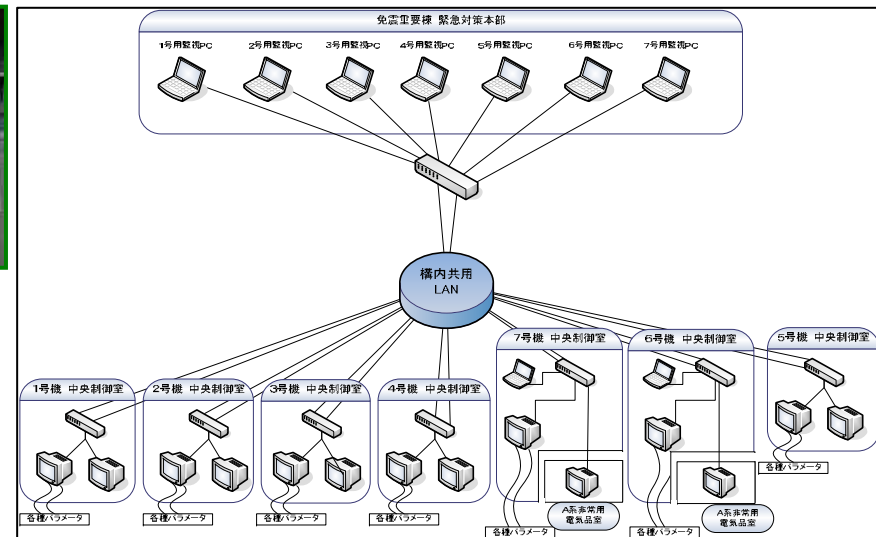 免震重要棟 緊急対策本部
1号用監視PC
2号用監視PC
3号用監視PC
4号用監視PC
5号用監視PC
6号用監視PC
7号用監視PC
構内共用
LAN
7号機 中央制御室
6号機 中央制御室
5号機 中央制御室
1号機 中央制御室
2号機 中央制御室
3号機 中央制御室
4号機 中央制御室
各種パラメータ
A系非常用
電気品室
A系非常用
電気品室
各種パラメータ
各種パラメータ
各種パラメータ
各種パラメータ
各種パラメータ
各種パラメータ